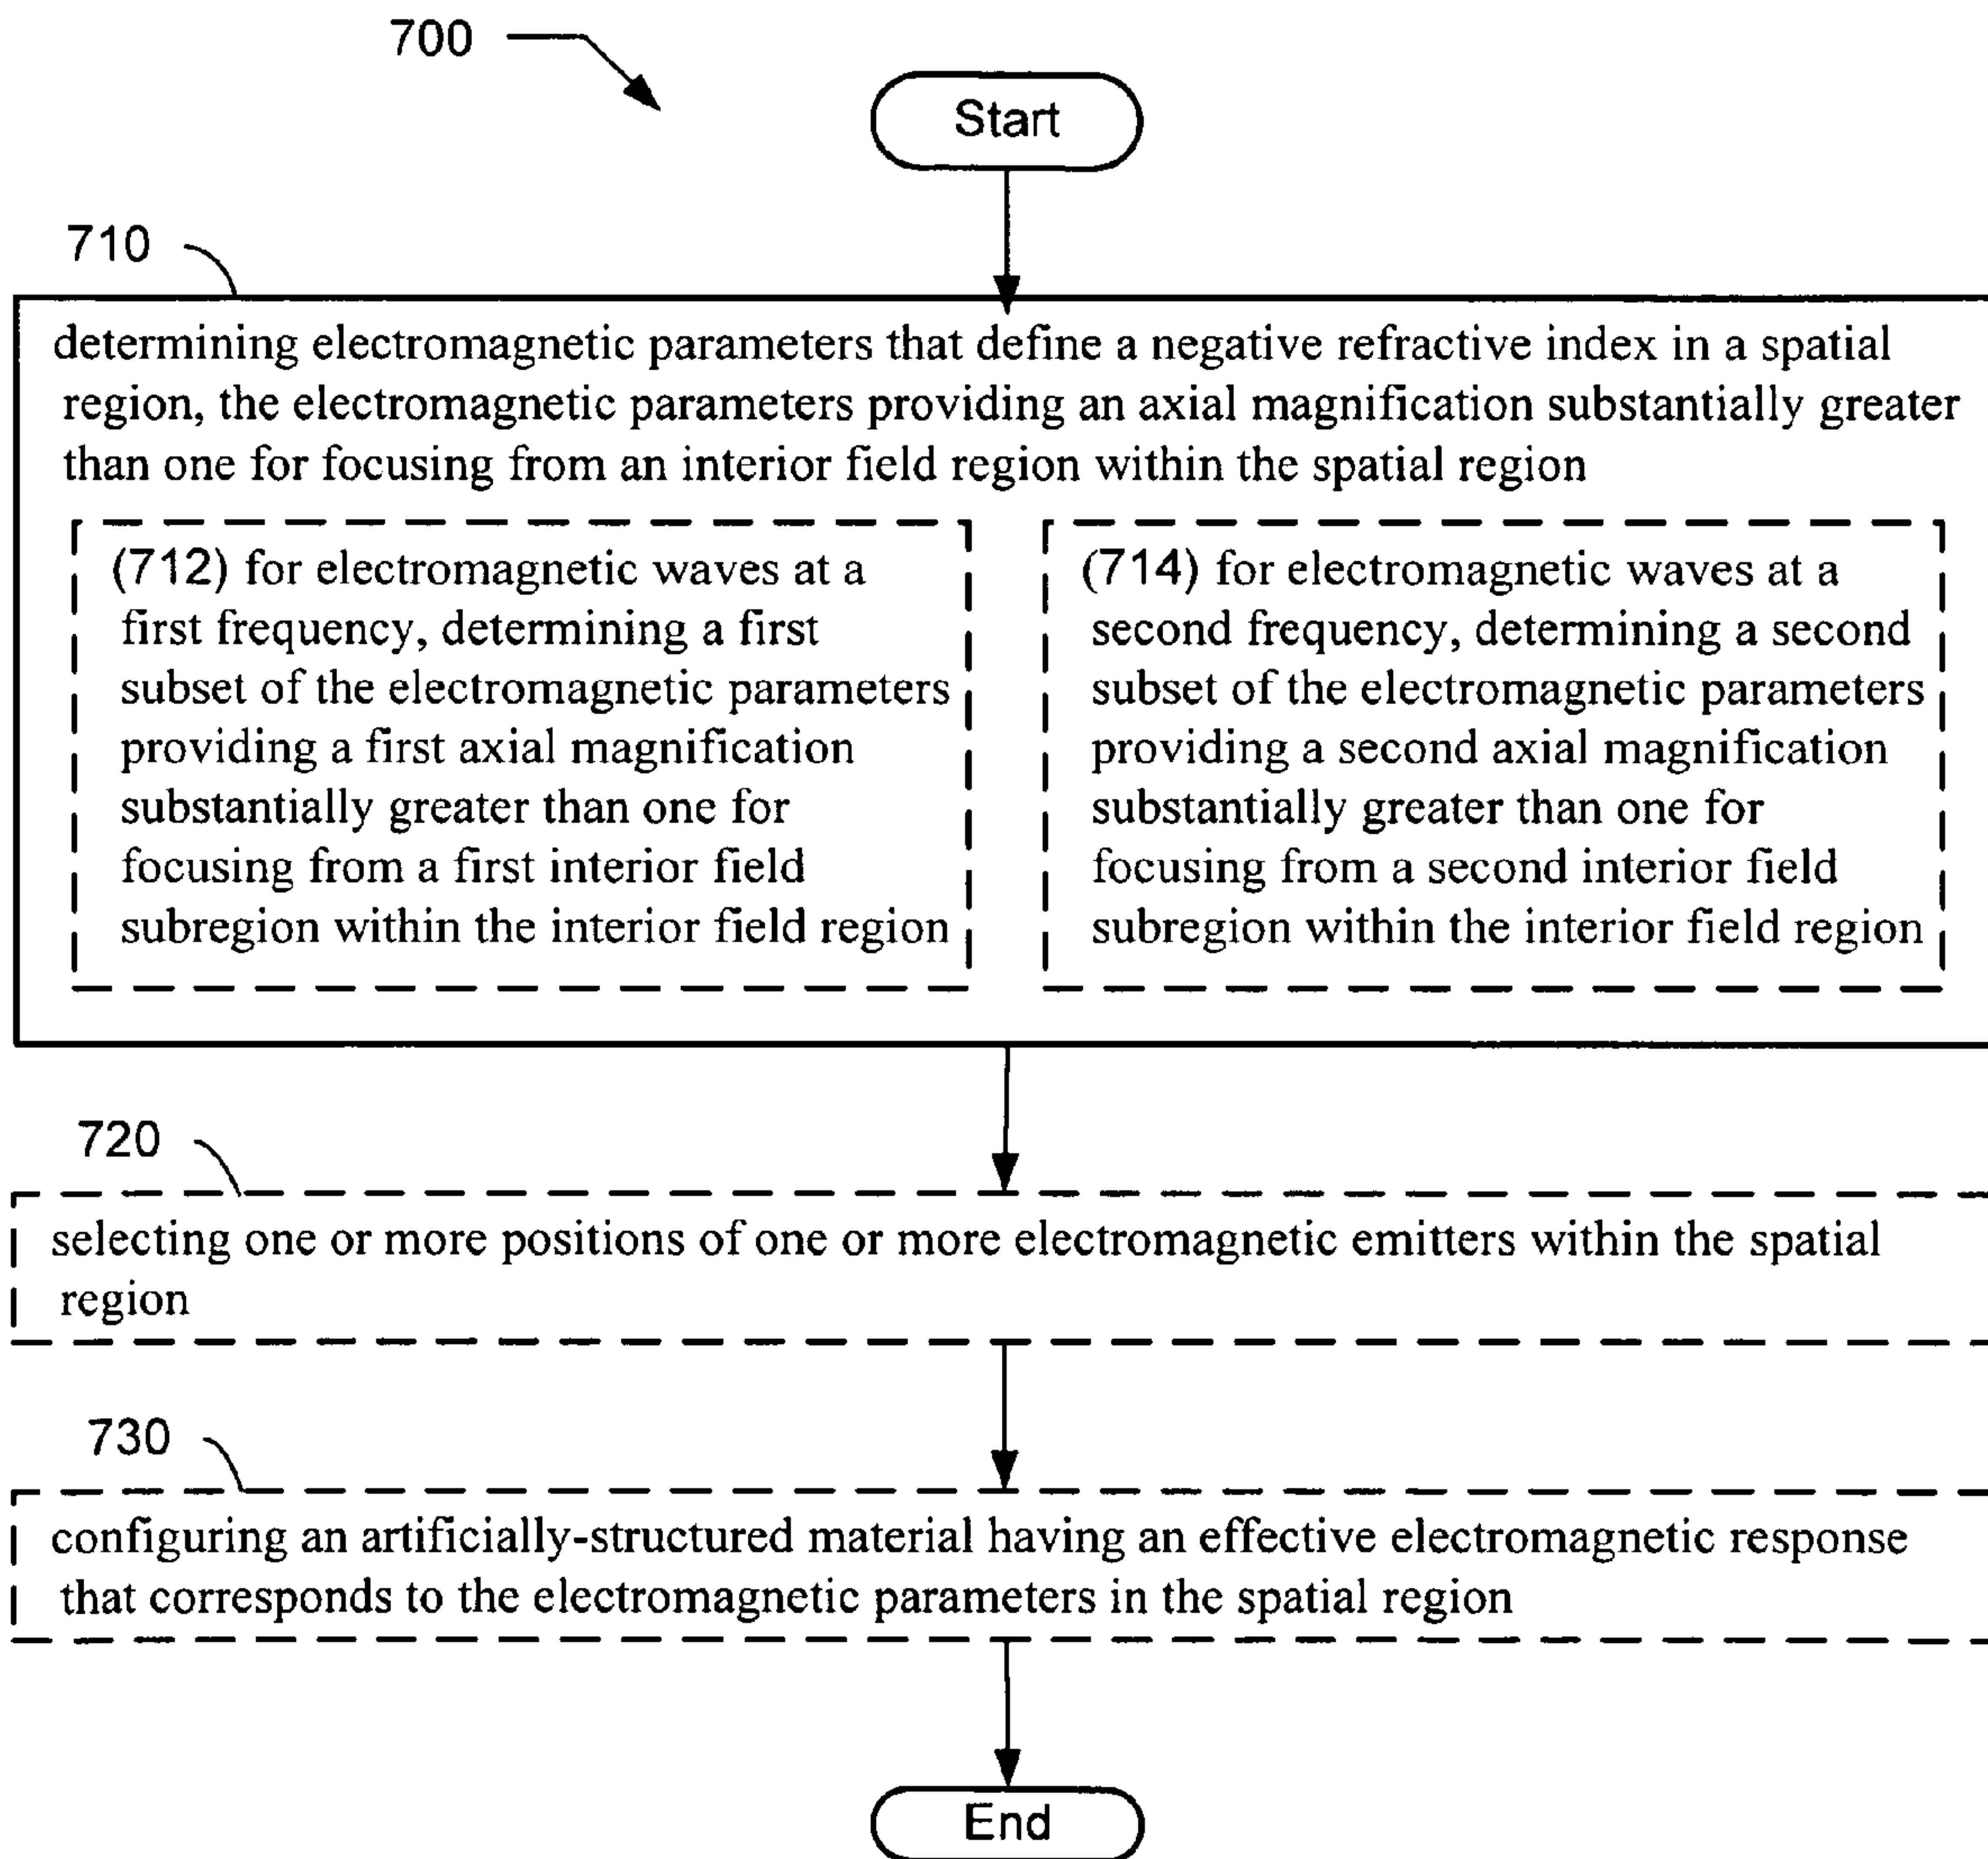 700
Start
710
determining electromagnetic parameters that define a negative refractive index in a spatial
region, the electromagnetic parameters providing an axial magnification substantially greater
than one for focusing from an interior field region within the spatial region
(712) for electromagnetic waves at a
first frequency, determining a first
subset of the electromagnetic parameters
providing a first axial magnification
substantially greater than one for
focusing from a first interior field
subregion within the interior field region
(714) for electromagnetic waves at a
second frequency, determining a second
subset of the electromagnetic parameters
providing a second axial magnification
substantially greater than one for
focusing from a second interior field
subregion within the interior field region
720
selecting one or more positions of one or more electromagnetic emitters within the spatial
region
730
configuring an artificially-structured material having an effective electromagnetic response
that corresponds to the electromagnetic parameters in the spatial region
End